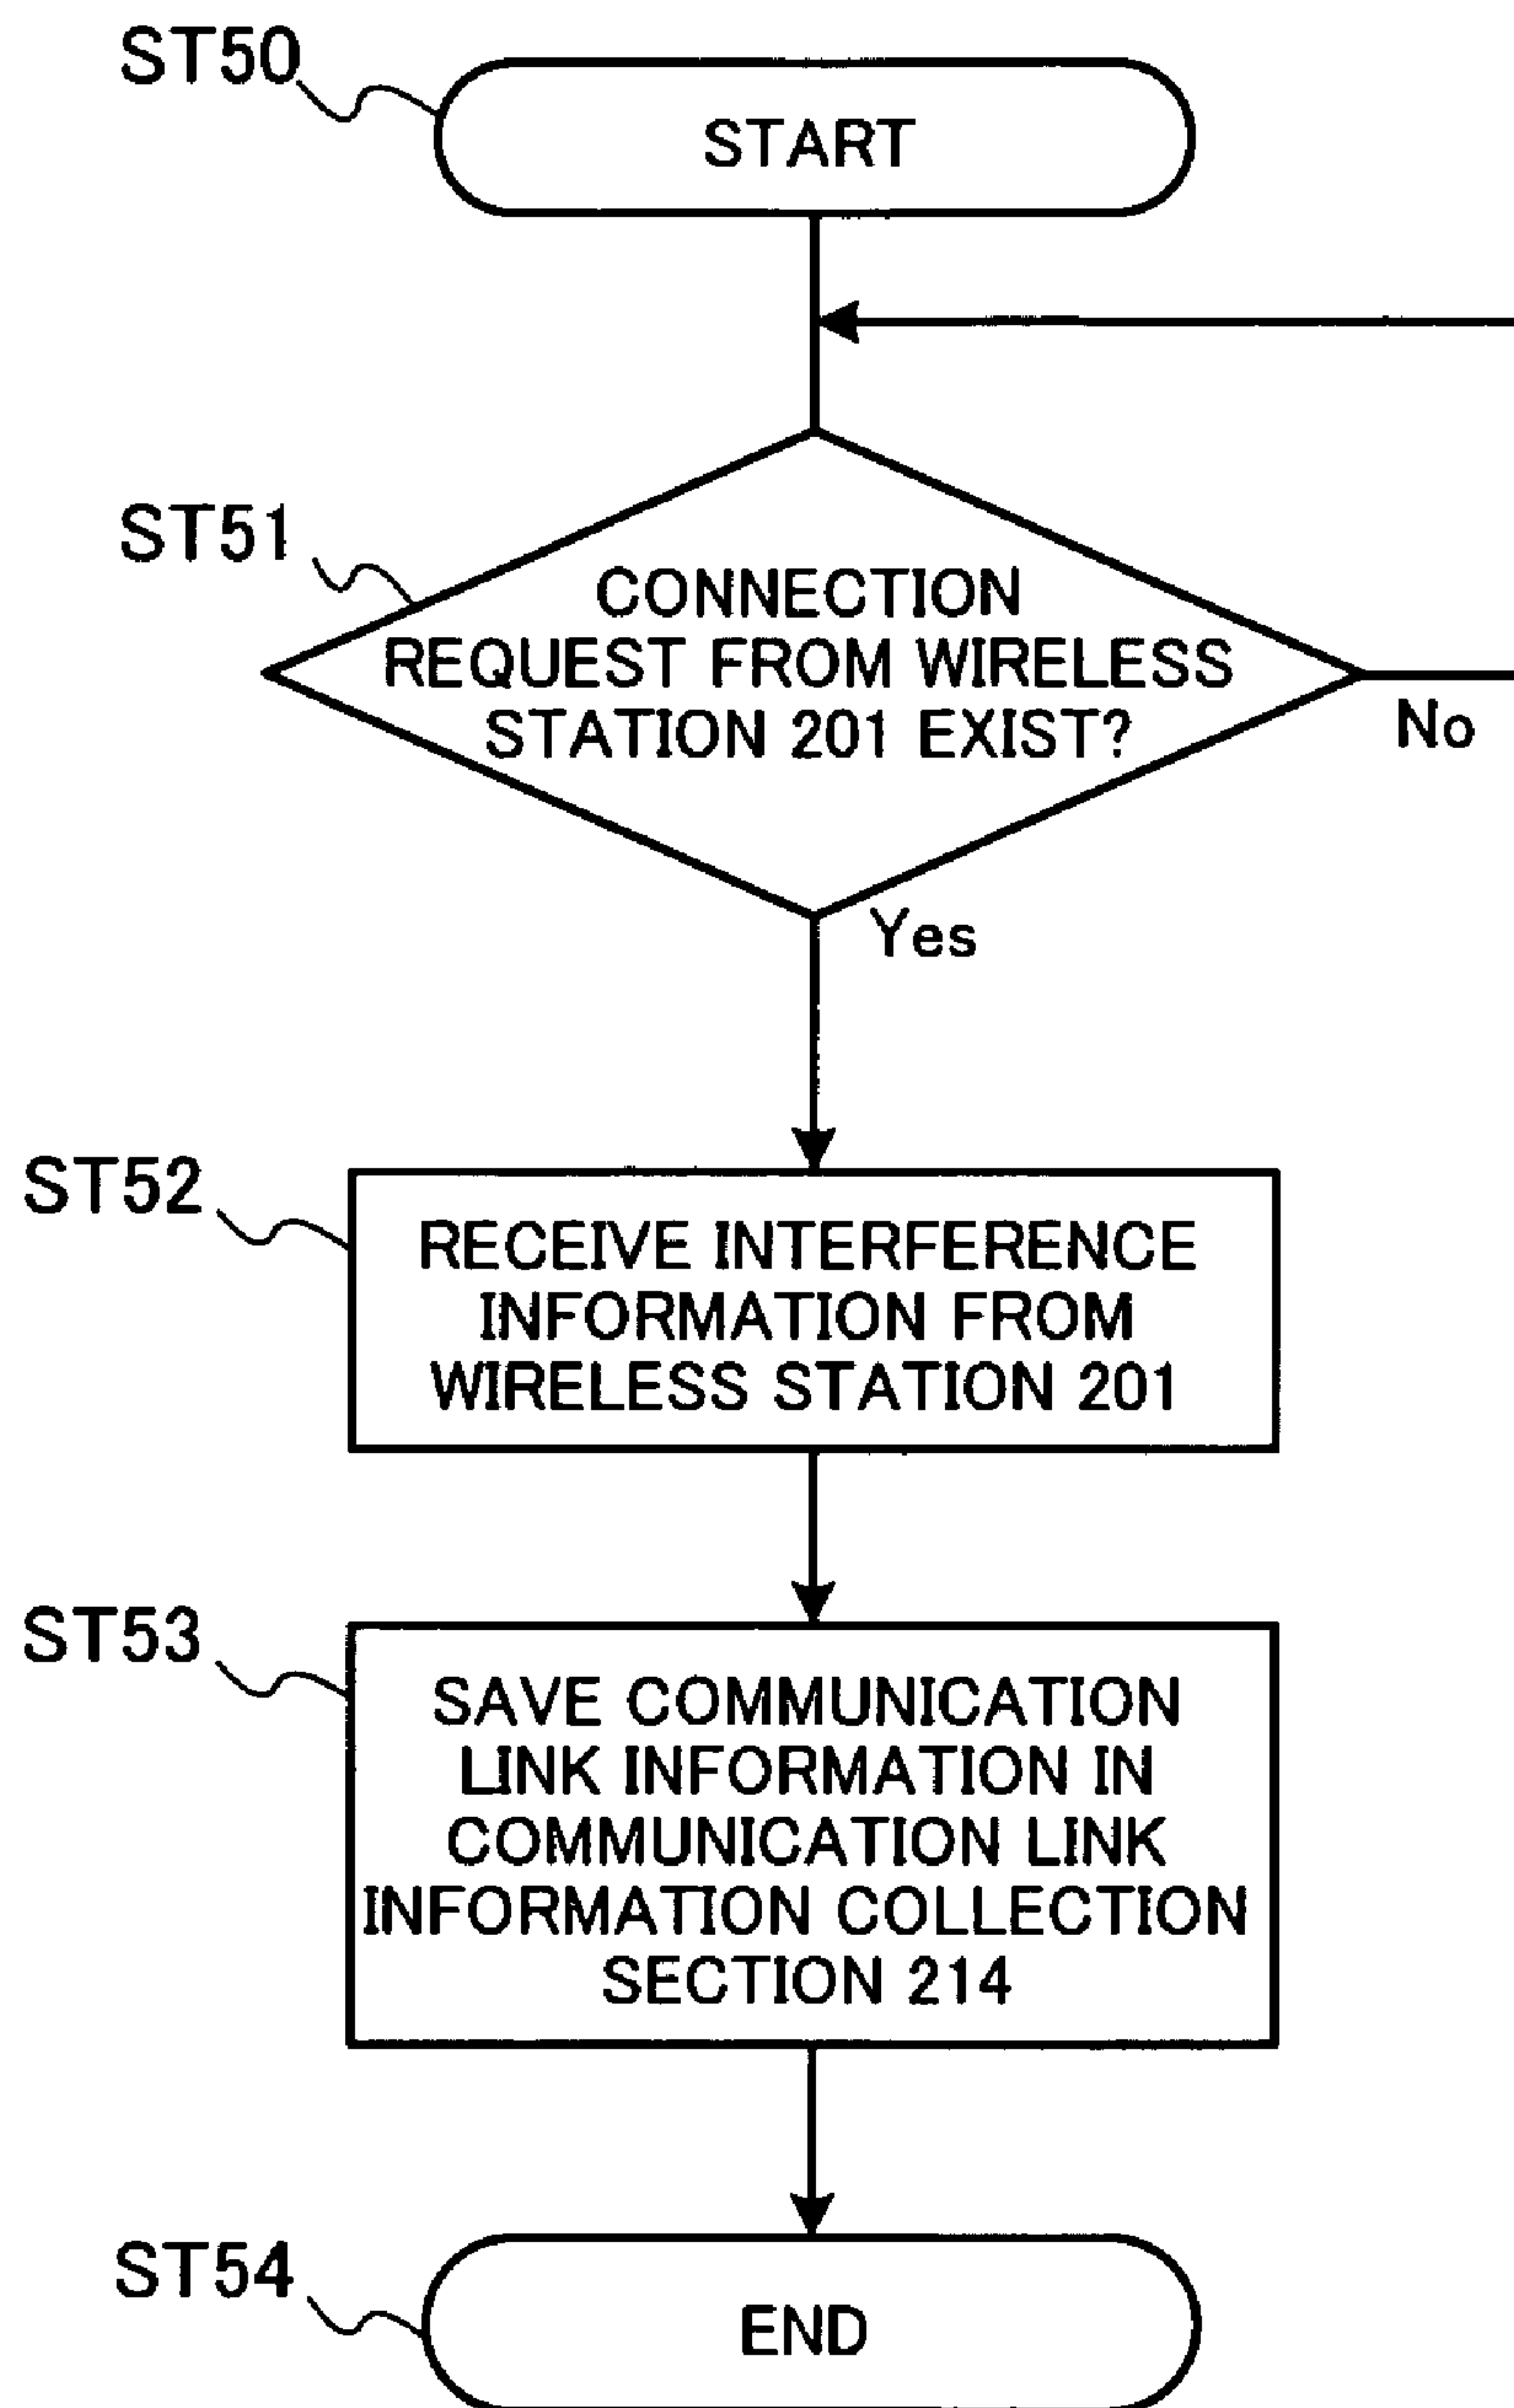 ST50
START
ST51
CONNECTION
REQUEST FROM WIRELESS
STATION 201 EXIST?
No
Yes
ST52
RECEIVE INTERFERENCE
INFORMATION FROM
WIRELESS STATION 201
ST53
SAVE COMMUNICATION
LINK INFORMATION IN
COMMUNICATION LINK
INFORMATION COLLECTION
SECTION 214
ST54
END